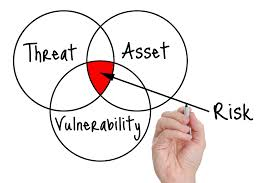 Threat
Asset
Vulnerability
Risk